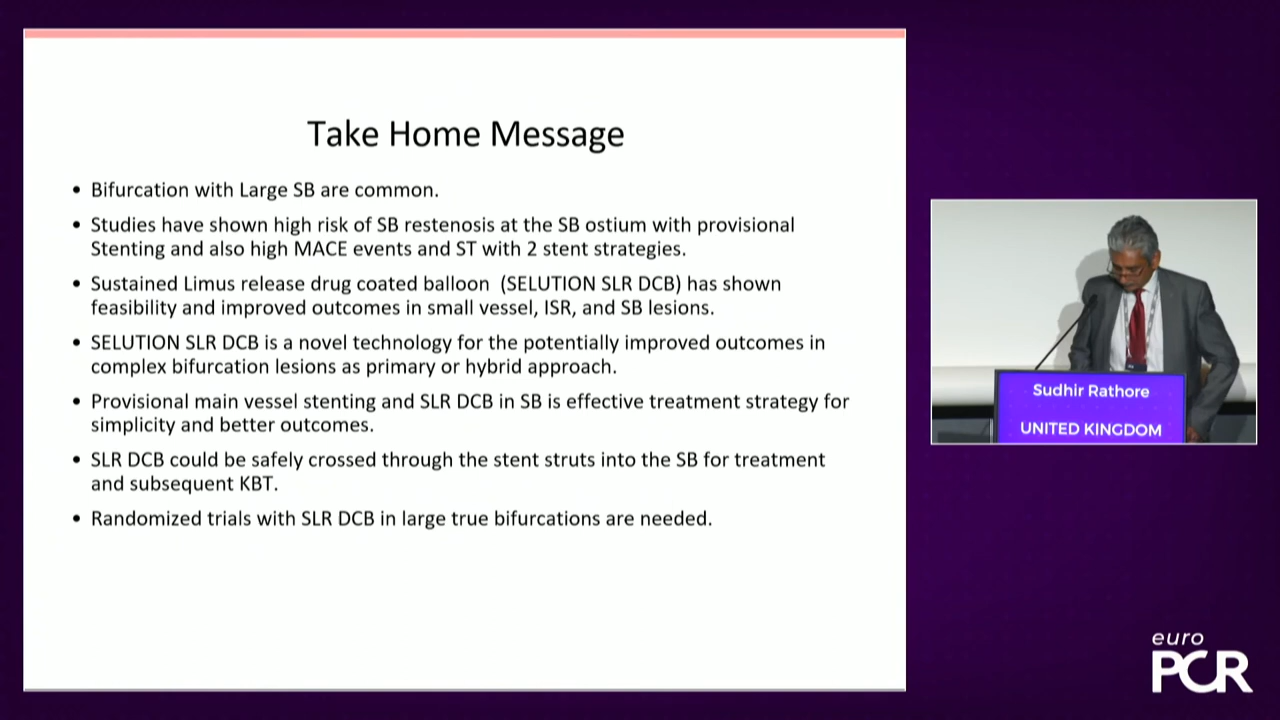 Take Home Message
• Bifurcation with Large SB are common.
• Studies have shown high risk of SB restenosis at the SB ostium with provisional
Stenting and also high MACE events and ST with 2 stent strategies.
• Sustained Limus release drug coated balloon (SELUTION SLR DCB) has shown
feasibility and improved outcomes in small vessel, ISR, and SB lesions.
• SELUTION SLR DCB is a novel technology for the potentially improved outcomes in
complex bifurcation lesions as primary or hybrid approach.
• Provisional main vessel stenting and SLR DCB in SB is effective treatment strategy for
simplicity and better outcomes.
• SLR DCB could be safely crossed through the stent struts into the SB for treatment
and subsequent KBT.
• Randomized trials with SLR DCB in large true bifurcations are needed.
Sudhir Rathore
UNITED KINGDOM
euro
PCR